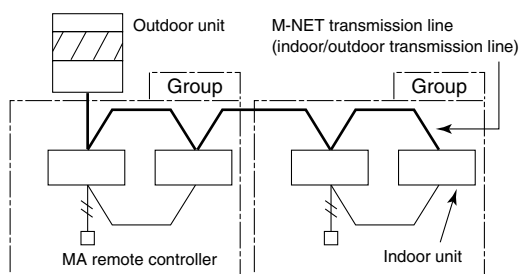 Outdoor unit
M-NET transmission line
(indoor/outdoor transmission line)
Group
Group
MA remote controller
Indoor unit